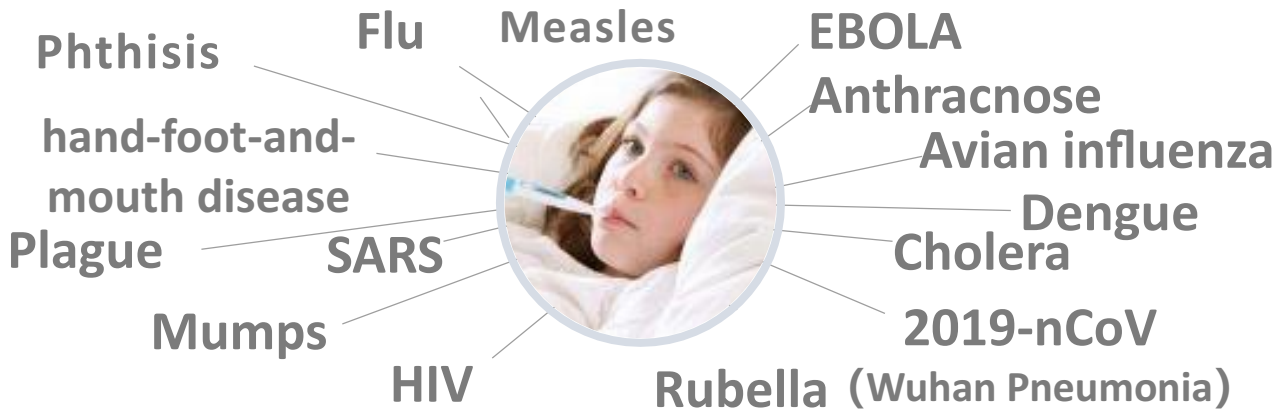 Flu
Measles
EBOLA
Phthisis
Anthracnose
hand-foot-and-
mouth disease
Avian influenza
Dengue
Plague
SARS
Cholera
Mumps
2019-nCoV
HIV
Rubella
(Wuhan Pneumonia)